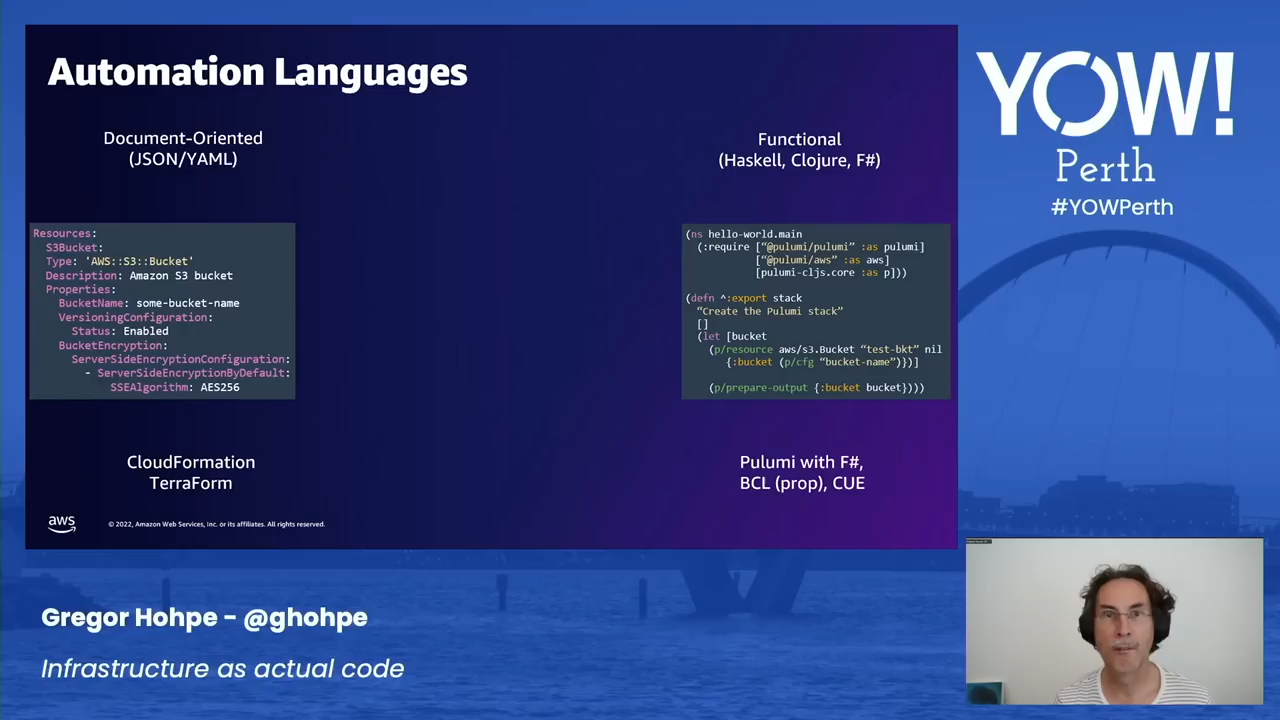 Automation Languages
Document-Oriented
(JSON/YAML)
Resources:
S3Bucket:
Type: 'AWS::S3::Bucket'
Description: Amazon S3 bucket
Properties:
BucketName: some-bucket-name
VersioningConfiguration:
Status: Enabled
BucketEncryption:
ServerSideEncryptionConfiguration:
- ServerSideEncryptionByDefault:
SSEAlgorithm: AES256
CloudFormation
TerraForm
Functional
(Haskell, Clojure, F#)
(ns hello-world.main
(:require [“@pulumi/pulumi” :as pulumi]
[“@pulumi/aws” :as aws]
[pulumi-cljs.core :as p]))
(defn ^:export stack
“Create the Pulumi stack”
[]
(let [bucket
(p/resource aws/s3.Bucket “test-bkt” nil
{:bucket (p/cfg “bucket-name”)})]
(p/prepare-output {:bucket bucket})))
Pulumi with F#,
BCL (prop), CUE
aws
© 2022, Amazon Web Services, Inc. or its affiliates. All rights reserved.
YOW!
Perth
#YOWPerth
Gregor Hohpe - @ghohpe
Infrastructure as actual code